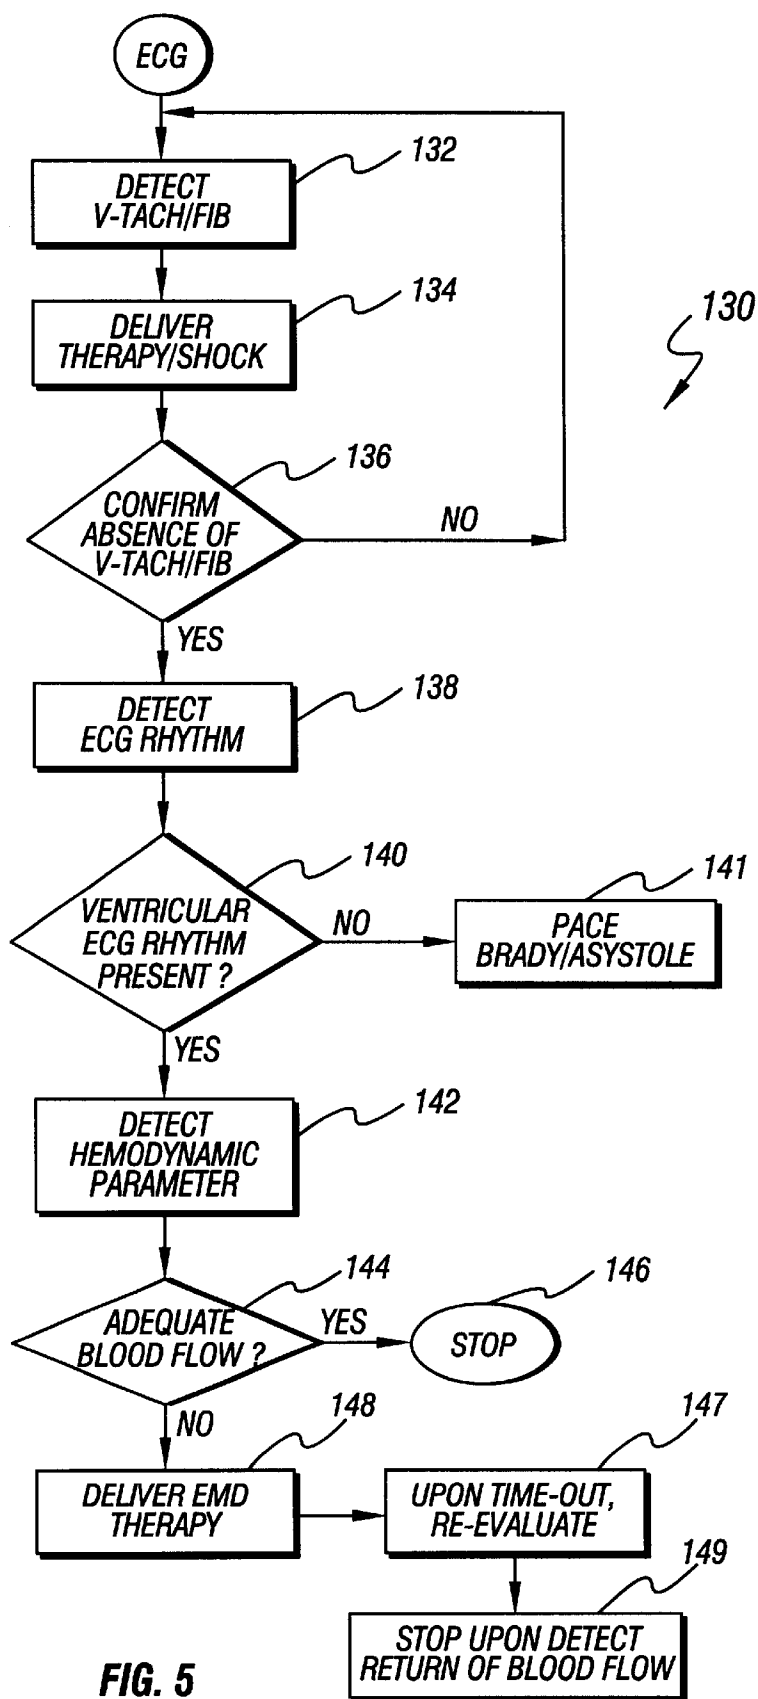 ECG
132
DETECT
V-TACH/FIB
134
DELIVER
THERAPY/SHOCK
130
136
CONFIRM
ABSENCE OF
V-TACH/FIB
NO
YES
138
DETECT
ECG RHYTHM
140
VENTRICULAR
ECG RHYTHM
PRESENT ?
NO
141
PACE
BRADY/ASYSTOLE
YES
142
DETECT
HEMODYNAMIC
PARAMETER
144
ADEQUATE
BLOOD FLOW ?
YES
146
STOP
NO
148
DELIVER EMD
THERAPY
147
UPON TIME-OUT,
RE-EVALUATE
149
STOP UPON DETECT
RETURN OF BLOOD FLOW
FIG. 5